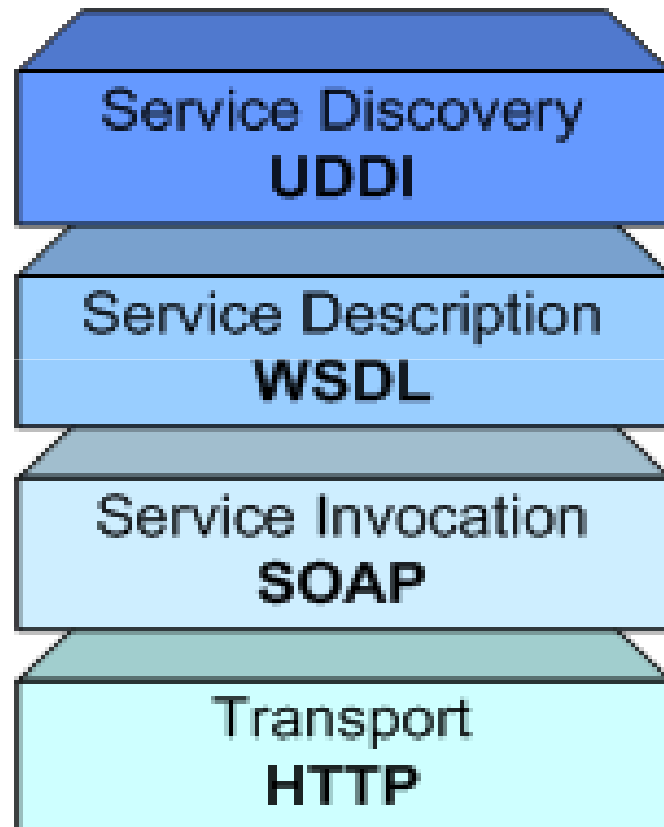 Service Discovery
UDDI
Service Description
WSDL
Service Invocation
SOAP
Transport
HTTP